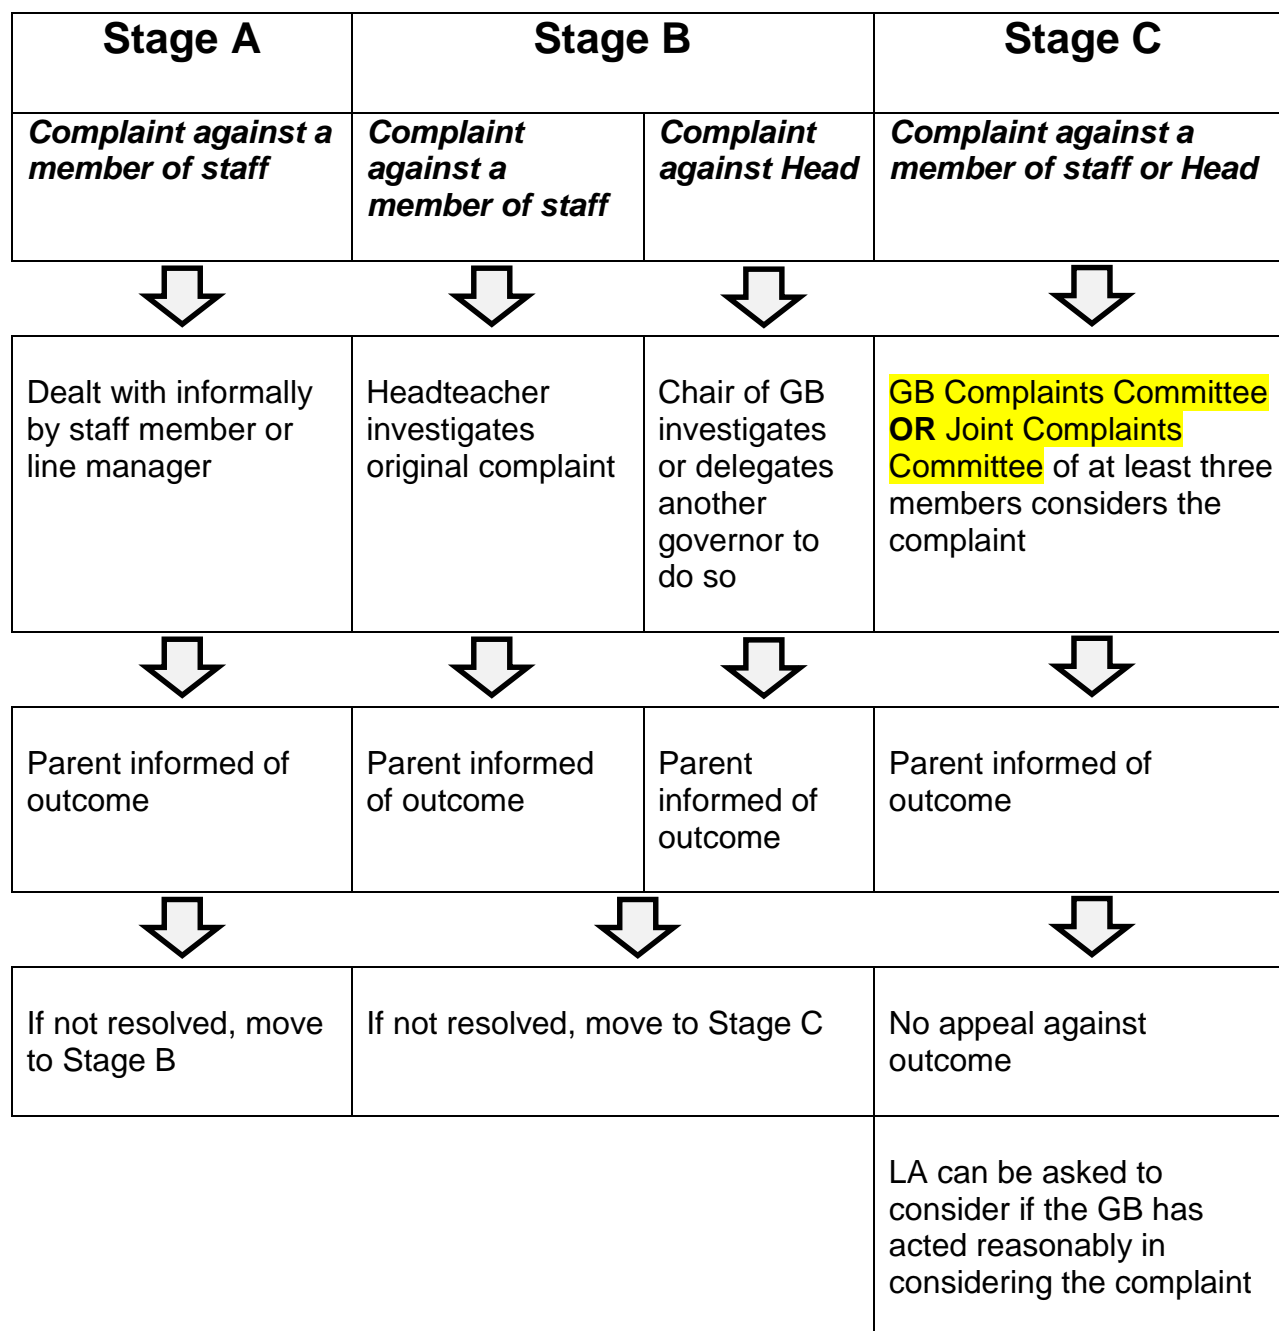 Stage A
Stage B
Stage C
Complaint against a
member of staff
Complaint
against a
member of staff
Complaint
against Head
Complaint against a
member of staff or Head
Dealt with informally
by staff member or
line manager
Headteacher
investigates
original complaint
Chair of GB
investigates
or delegates
another
governor to
do so
GB Complaints Committee
OR Joint Complaints
Committee of at least three
members considers the
complaint
Parent informed of
outcome
Parent informed
of outcome
Parent
informed of
outcome
Parent informed of
outcome
If not resolved, move
to Stage B
If not resolved, move to Stage C
No appeal against
outcome
LA can be asked to
consider if the GB has
acted reasonably in
considering the complaint